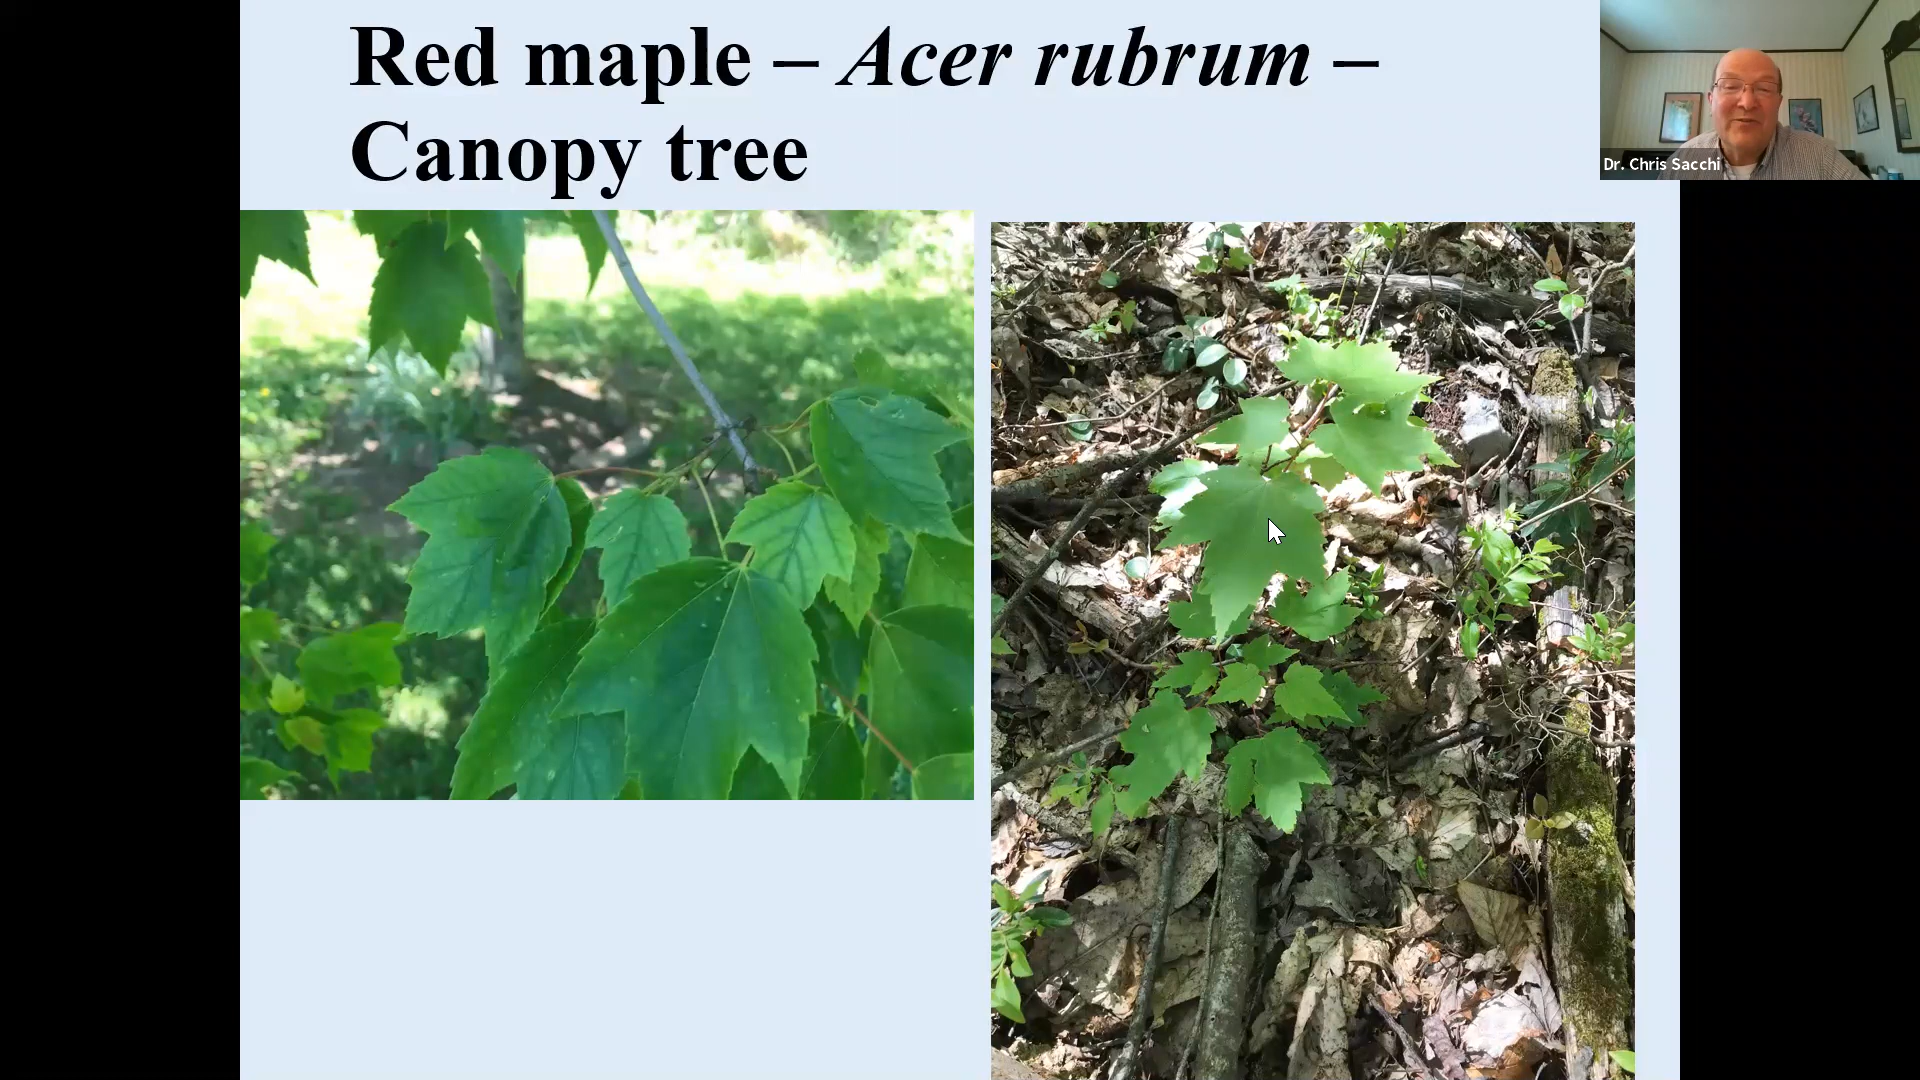 Red maple – Acer rubrum –
Canopy tree
Dr. Chris Sacchi